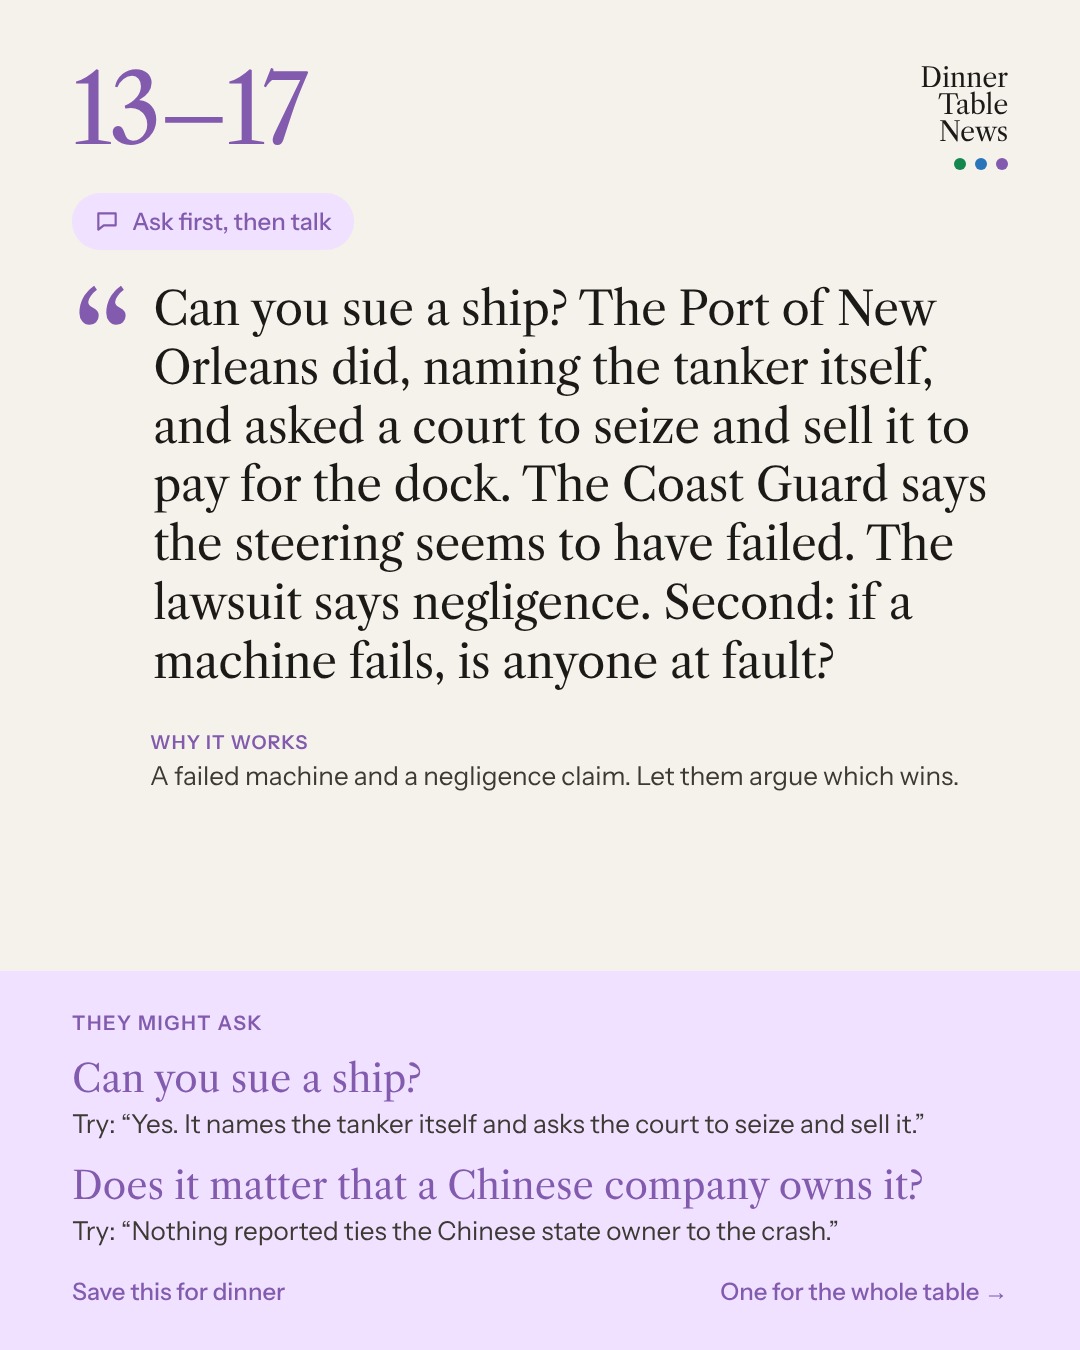 13–17
Dinner
Table
News
Ask first, then talk
“Can you sue a ship? The Port of New
Orleans did, naming the tanker itself,
and asked a court to seize and sell it to
pay for the dock. The Coast Guard says
the steering seems to have failed. The
lawsuit says negligence. Second: if a
machine fails, is anyone at fault?
WHY IT WORKS
A failed machine and a negligence claim. Let them argue which wins.
THEY MIGHT ASK
Can you sue a ship?
Try: “Yes. It names the tanker itself and asks the court to seize and sell it.”
Does it matter that a Chinese company owns it?
Try: “Nothing reported ties the Chinese state owner to the crash.”
Save this for dinner
One for the whole table →